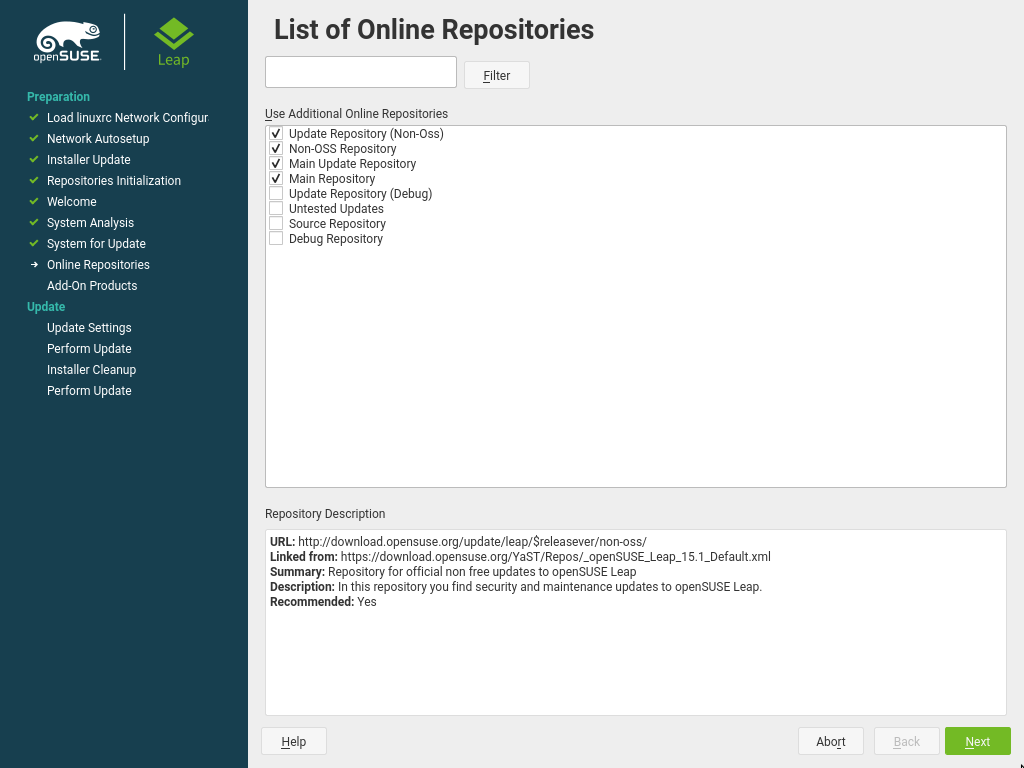 openSUSE
Leap
Preparation
Load linuxrc Network Configur
Network Autosetup
Installer Update
Repositories Initialization
Welcome
System Analysis
System for Update
Online Repositories
Add-On Products
Update
Update Settings
Perform Update
Installer Cleanup
Perform Update
List of Online Repositories
Filter
Use Additional Online Repositories
Update Repository (Non-Oss)
Non-OSS Repository
Main Update Repository
Main Repository
Update Repository (Debug)
Untested Updates
Source Repository
Debug Repository
Repository Description
URL: http://download.opensuse.org/update/leap/$releasever/non-oss/
Linked from: https://download.opensuse.org/YaST/Repos/_openSUSE_Leap_15.1_Default.xml
Summary: Repository for official non free updates to openSUSE Leap
Description: In this repository you find security and maintenance updates to openSUSE Leap.
Recommended: Yes
Help
Abort
Back
Next